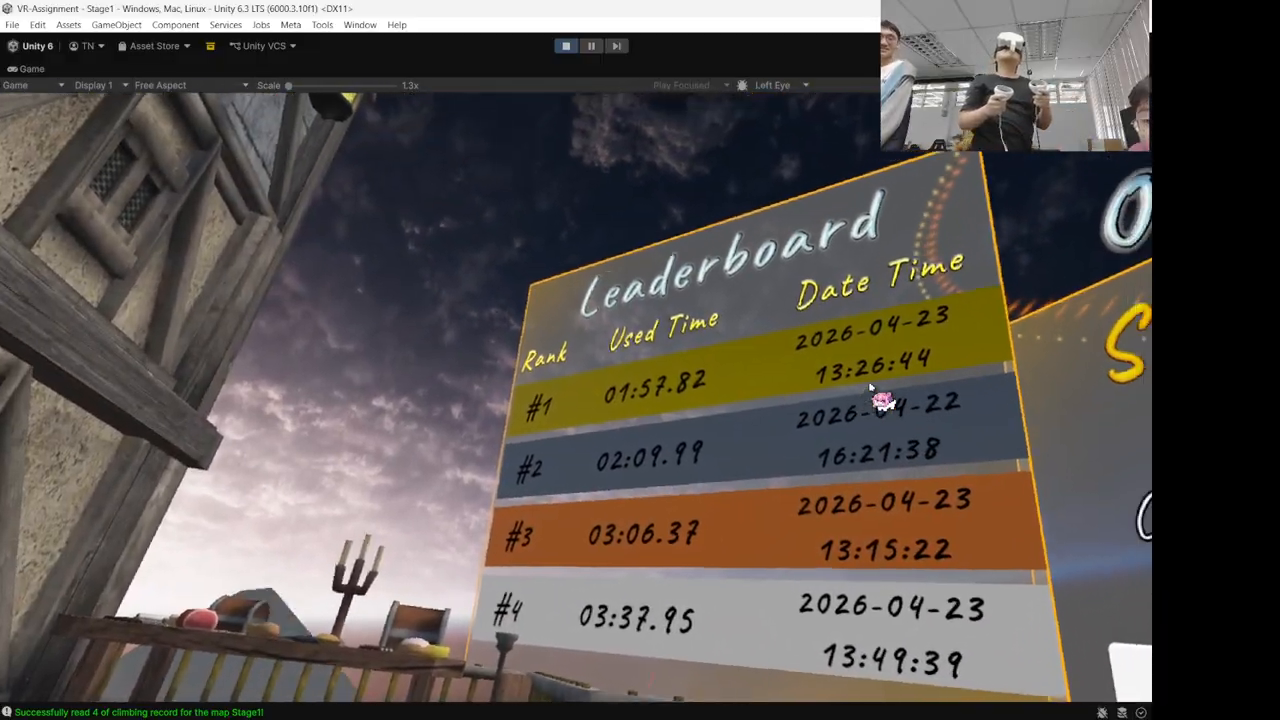 VR-Assignment - Stage1 - Windows, Mac, Linux - Unity 6.3 LTS (6000.3.10f1) <DX11>
File Edit Assets GameObject Component Services Jobs Meta Tools Window Help
Unity 6 TN Asset Store Unity VCS
Game
Game Display 1 Free Aspect Scale 1.3x Play Focused Left Eye
Leaderboard
Rank Used Time Date Time
#1 01:57.82 2026-04-23
13:26:44
#2 02:09.99 2026-04-22
16:21:38
#3 03:06.37 2026-04-23
13:15:22
#4 03:37.95 2026-04-23
13:49:39
Successfully read 4 of climbing record for the map Stage1!